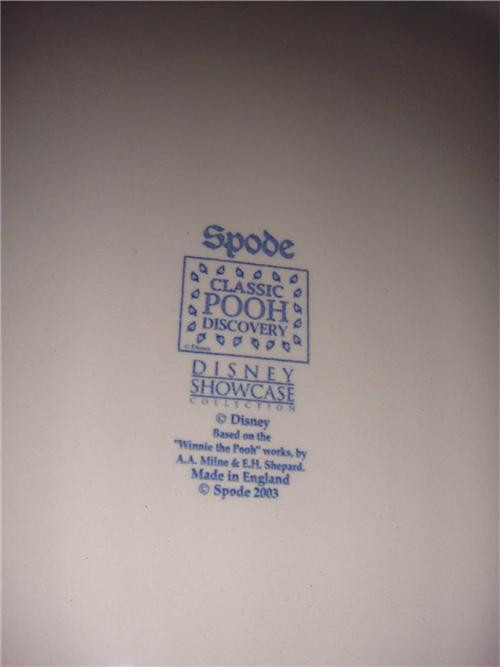 Spode
CLASSIC
POOH
DISCOVERY
© Disney
DISNEY
SHOWCASE
COLLECTION
© Disney
Based on the
"Winnie the Pooh" works, by
A.A. Milne & E.H. Shepard.
Made in England
© Spode 2003